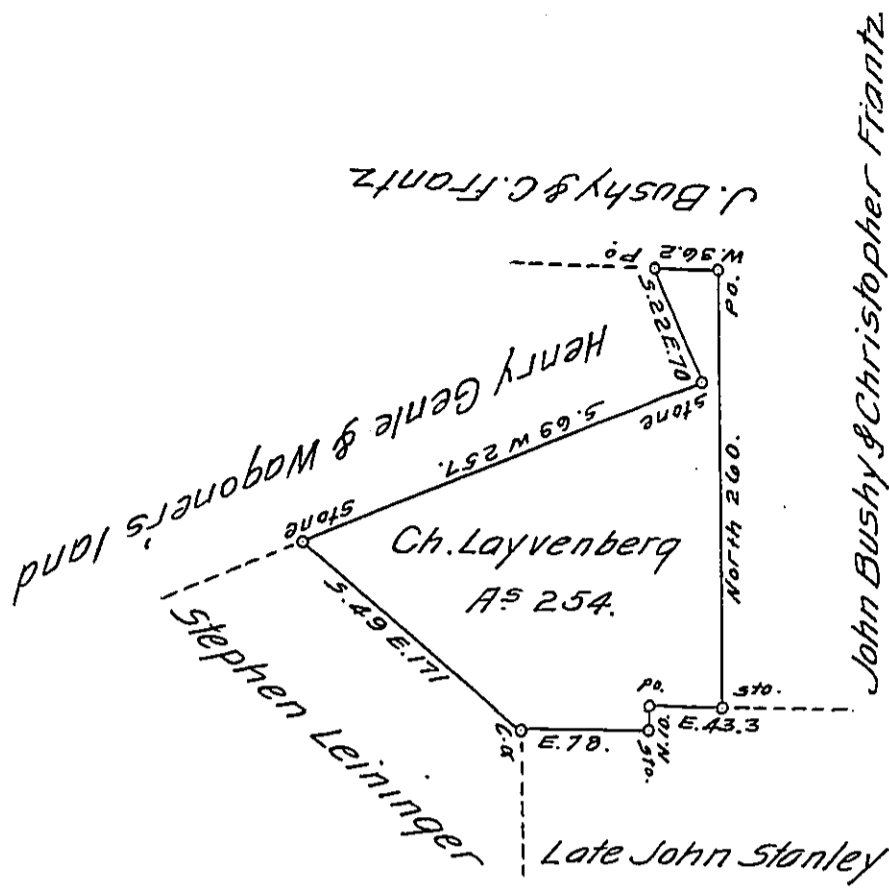 J. Bushy & C. Frantz
John Bushy & Christopher Frantz
W. 36.2
Po.
Po.
S. 22 E. 70
Henry Genle & Wagoner's land
stone
S. 69 W 257.
stone
North 260.
Ch. Layvenberg
As 254.
S. 49 E. 171
Stephen Leininger
Po.
Sto.
E. 43.3
N. 10.
Sto.
E. 78.
Late John Stanley